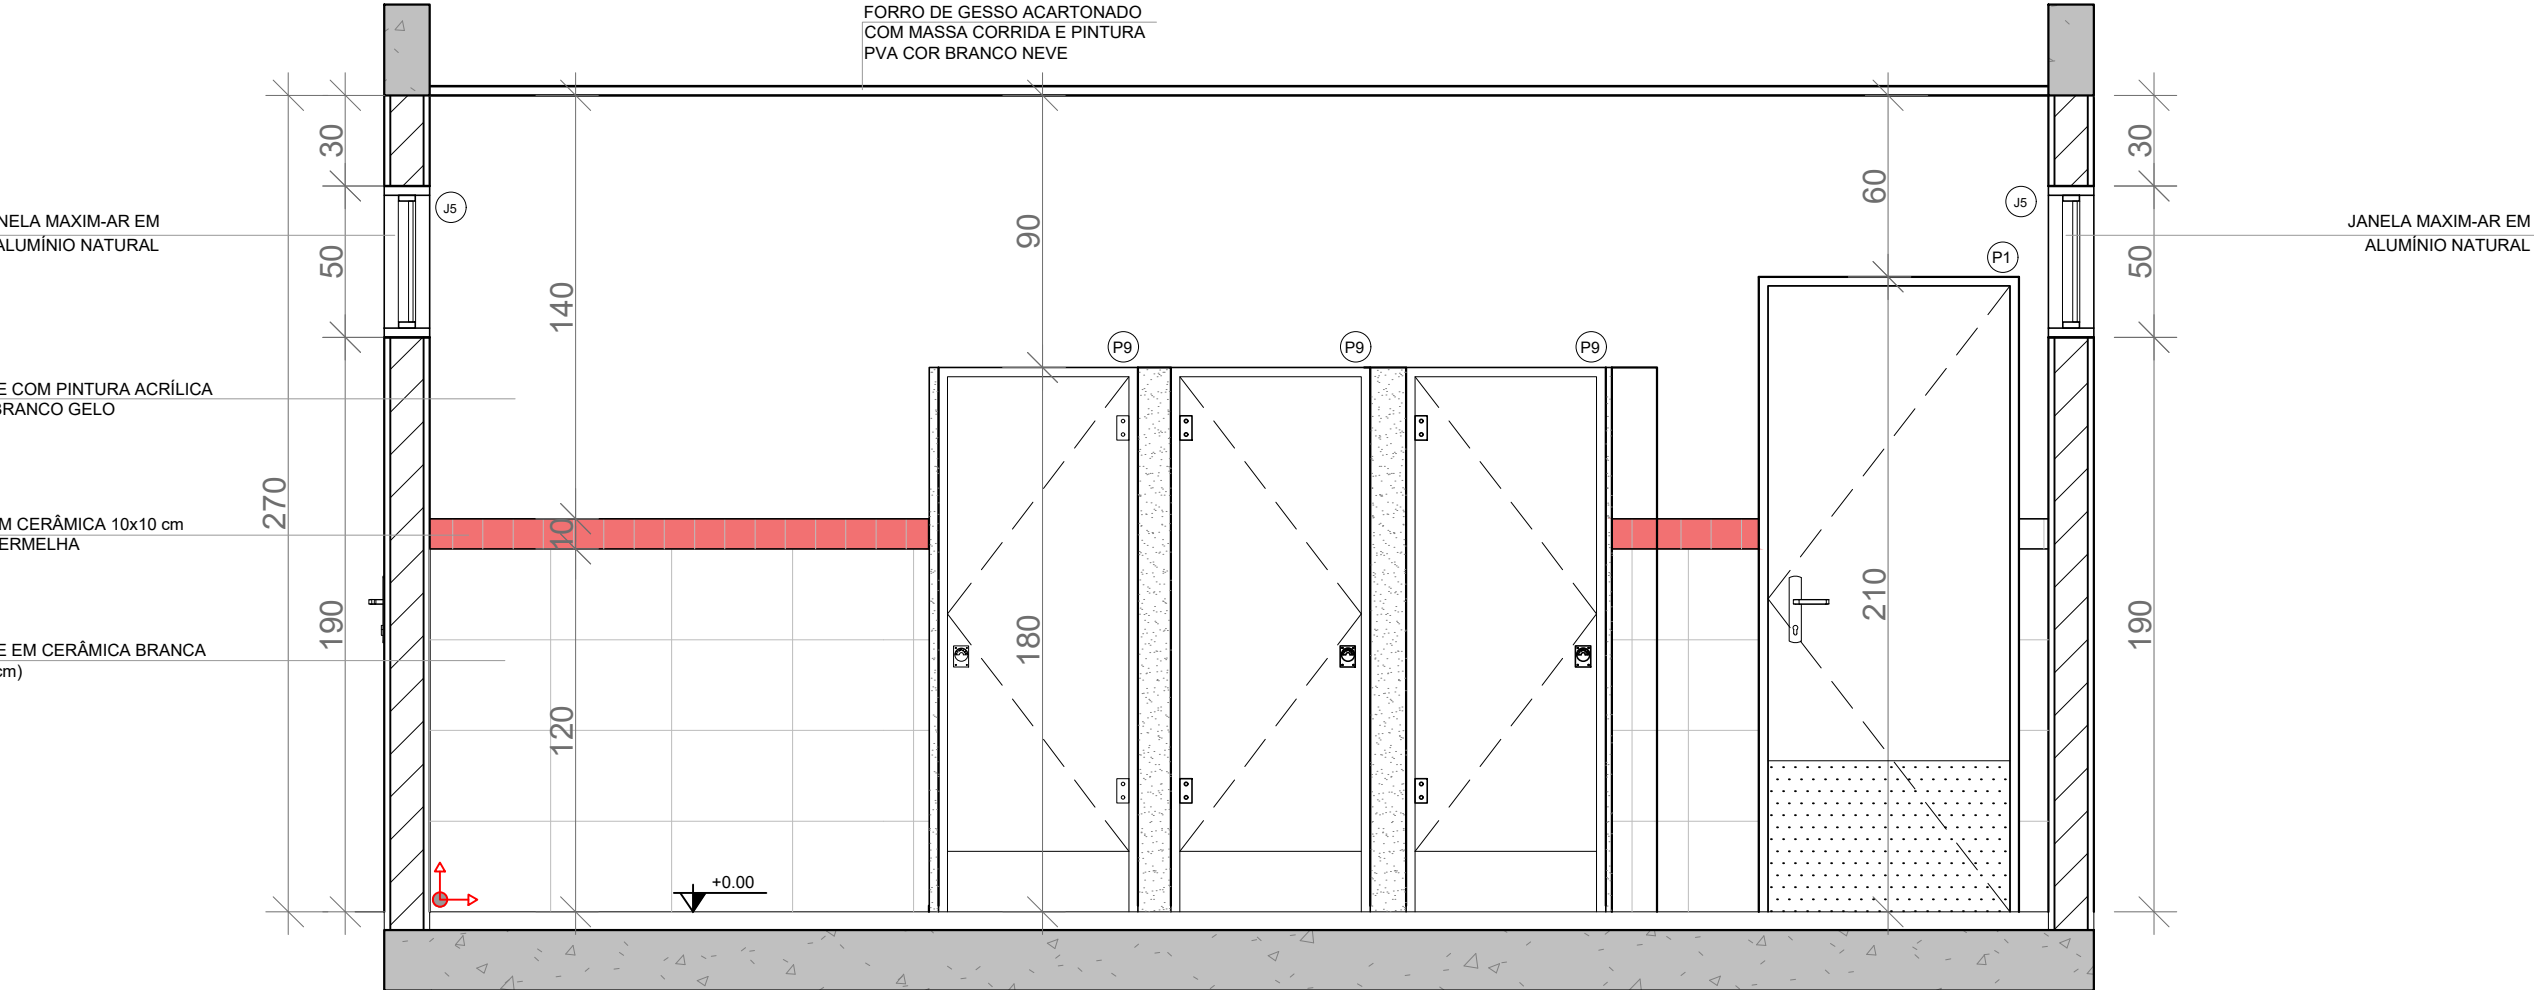 FORRO DE GESSO ACARTONADO
COM MASSA CORRIDA E PINTURA
PVA COR BRANCO NEVE
30
50
190
270
140
10
120
90
180
60
210
30
50
190
J5
J5
P1
P9
P9
P9
NELA MAXIM-AR EM
ALUMÍNIO NATURAL
JANELA MAXIM-AR EM
ALUMÍNIO NATURAL
E COM PINTURA ACRÍLICA
BRANCO GELO
M CERÂMICA 10x10 cm
ERMELHA
E EM CERÂMICA BRANCA
cm)
+0.00